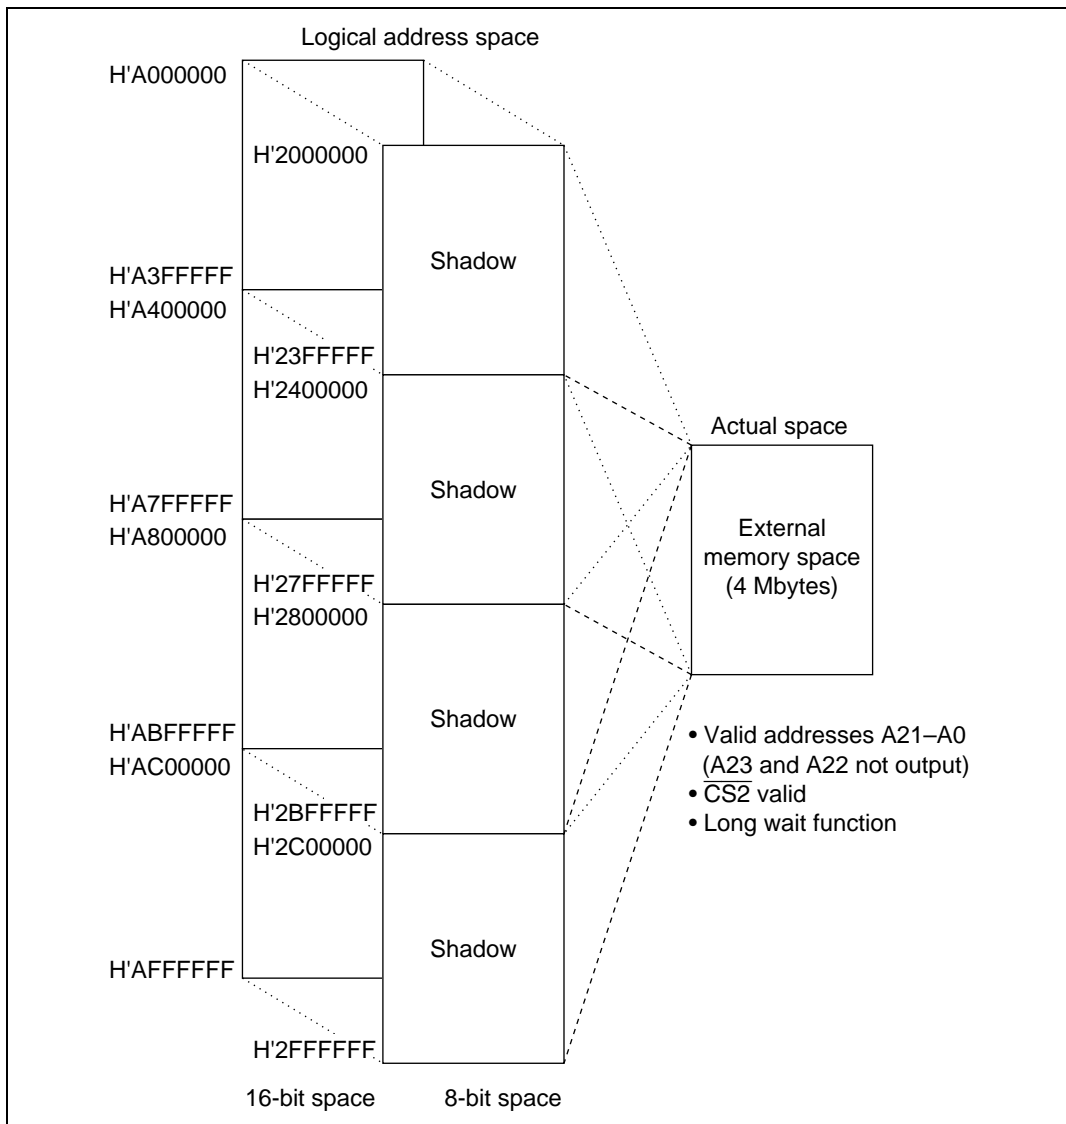 Logical address space
H'A000000
H'2000000
Shadow
H'A3FFFFF
H'A400000
H'23FFFFF
H'2400000
Actual space
Shadow
H'A7FFFFF
H'A800000
External
memory space
(4 Mbytes)
H'27FFFFF
H'2800000
Shadow
H'ABFFFFF
H'AC00000
• Valid addresses A21–A0
(A23 and A22 not output)
• C̅S̅2̅ valid
• Long wait function
H'2BFFFFF
H'2C00000
Shadow
H'AFFFFFF
H'2FFFFFF
16-bit space
8-bit space